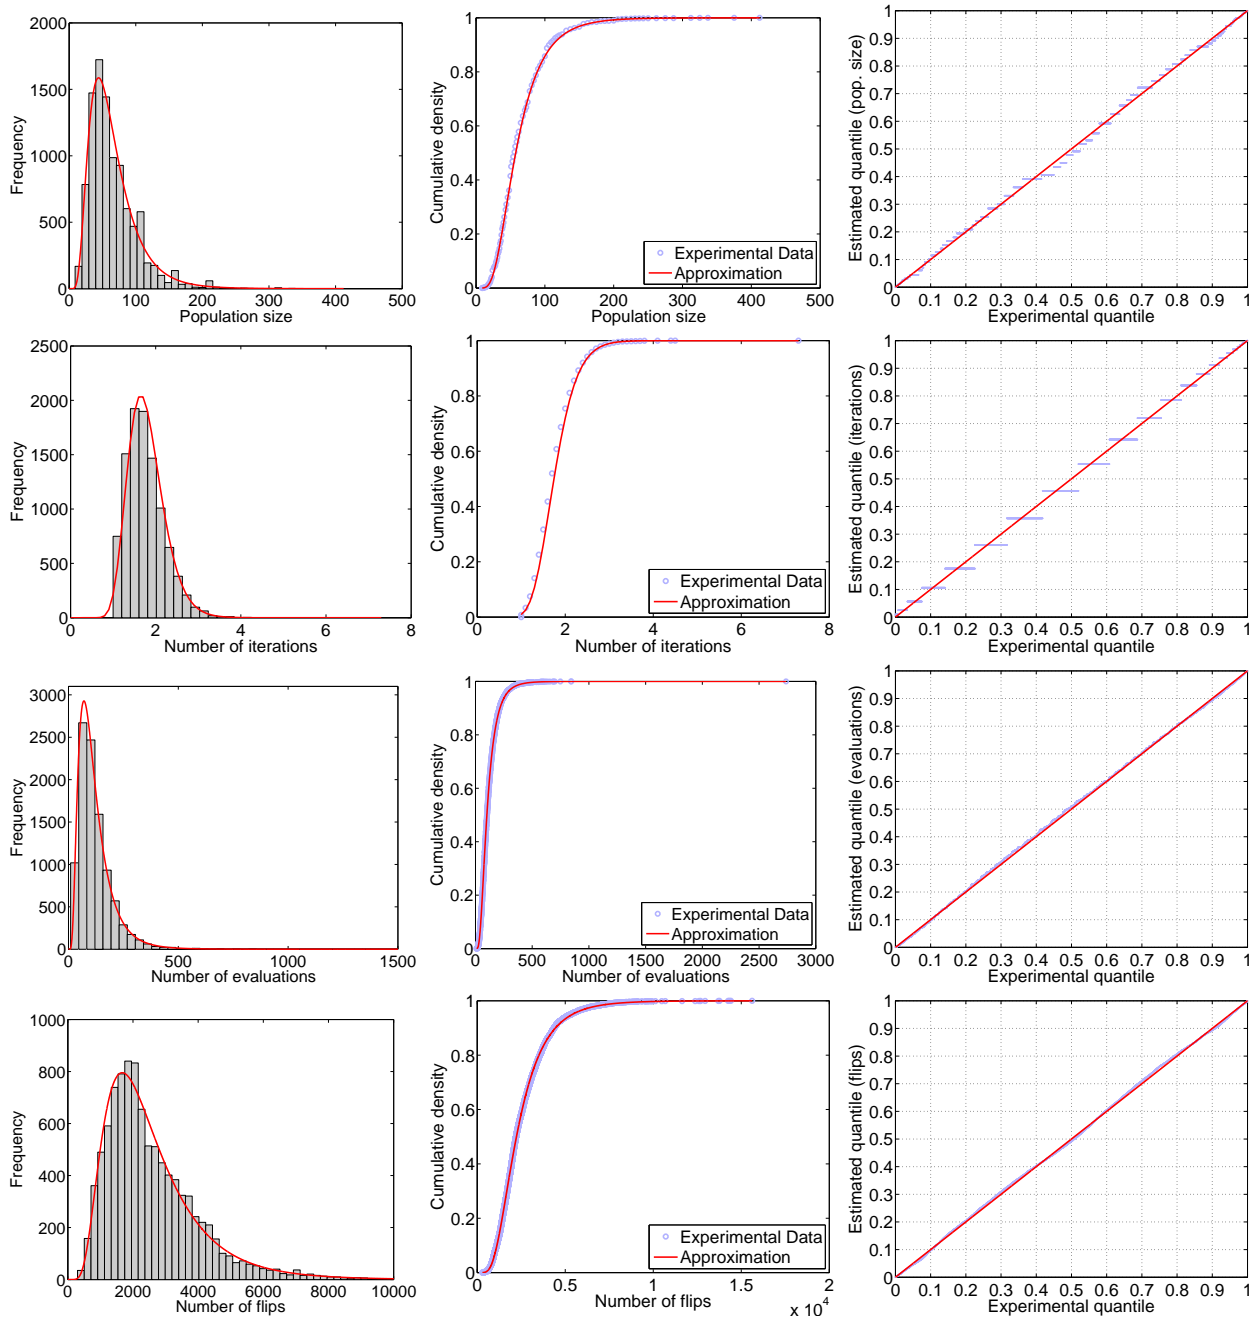 2000
1500
1000
500
0
Frequency
0 100 200 300 400 500
Population size
1
0.8
0.6
0.4
0.2
0
Cumulative density
Experimental Data
Approximation
0 100 200 300 400 500
Population size
1
0.9
0.8
0.7
0.6
0.5
0.4
0.3
0.2
0.1
0
Estimated quantile (pop. size)
0.1 0.2 0.3 0.4 0.5 0.6 0.7 0.8 0.9 1
Experimental quantile
2500
2000
1500
1000
500
0
Frequency
0 2 4 6 8
Number of iterations
1
0.8
0.6
0.4
0.2
0
Cumulative density
Experimental Data
Approximation
0 2 4 6 8
Number of iterations
1
0.9
0.8
0.7
0.6
0.5
0.4
0.3
0.2
0.1
0
Estimated quantile (iterations)
0.1 0.2 0.3 0.4 0.5 0.6 0.7 0.8 0.9 1
Experimental quantile
3000
2500
2000
1500
1000
500
0
Frequency
0 500 1000 1500
Number of evaluations
1
0.8
0.6
0.4
0.2
0
Cumulative density
Experimental Data
Approximation
0 500 1000 1500 2000 2500 3000
Number of evaluations
1
0.9
0.8
0.7
0.6
0.5
0.4
0.3
0.2
0.1
0
Estimated quantile (evaluations)
0.1 0.2 0.3 0.4 0.5 0.6 0.7 0.8 0.9 1
Experimental quantile
1000
800
600
400
200
0
Frequency
0 2000 4000 6000 8000 10000
Number of flips
1
0.8
0.6
0.4
0.2
0
Cumulative density
Experimental Data
Approximation
0 0.5 1 1.5 2
Number of flips
x 10⁴
1
0.9
0.8
0.7
0.6
0.5
0.4
0.3
0.2
0.1
0
Estimated quantile (flips)
0.1 0.2 0.3 0.4 0.5 0.6 0.7 0.8 0.9 1
Experimental quantile